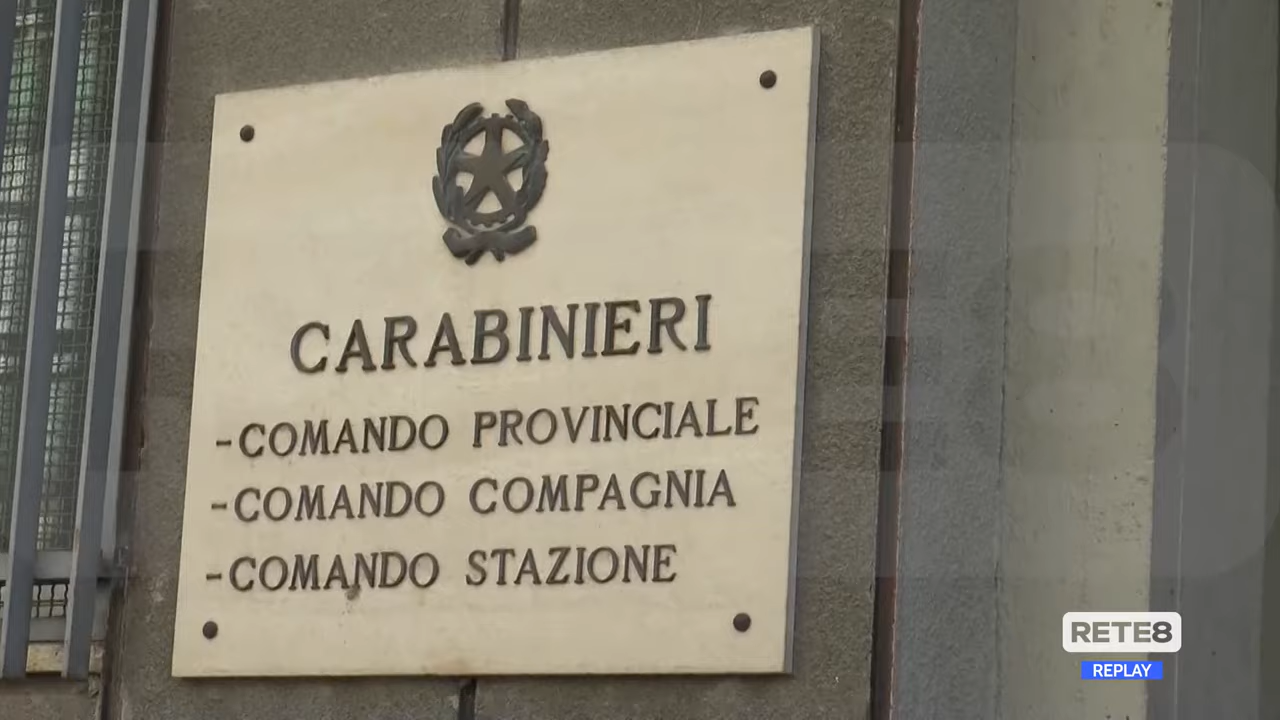 CARABINIERI
-COMANDO PROVINCIALE
-COMANDO COMPAGNIA
-COMANDO STAZIONE
RETE8
REPLAY